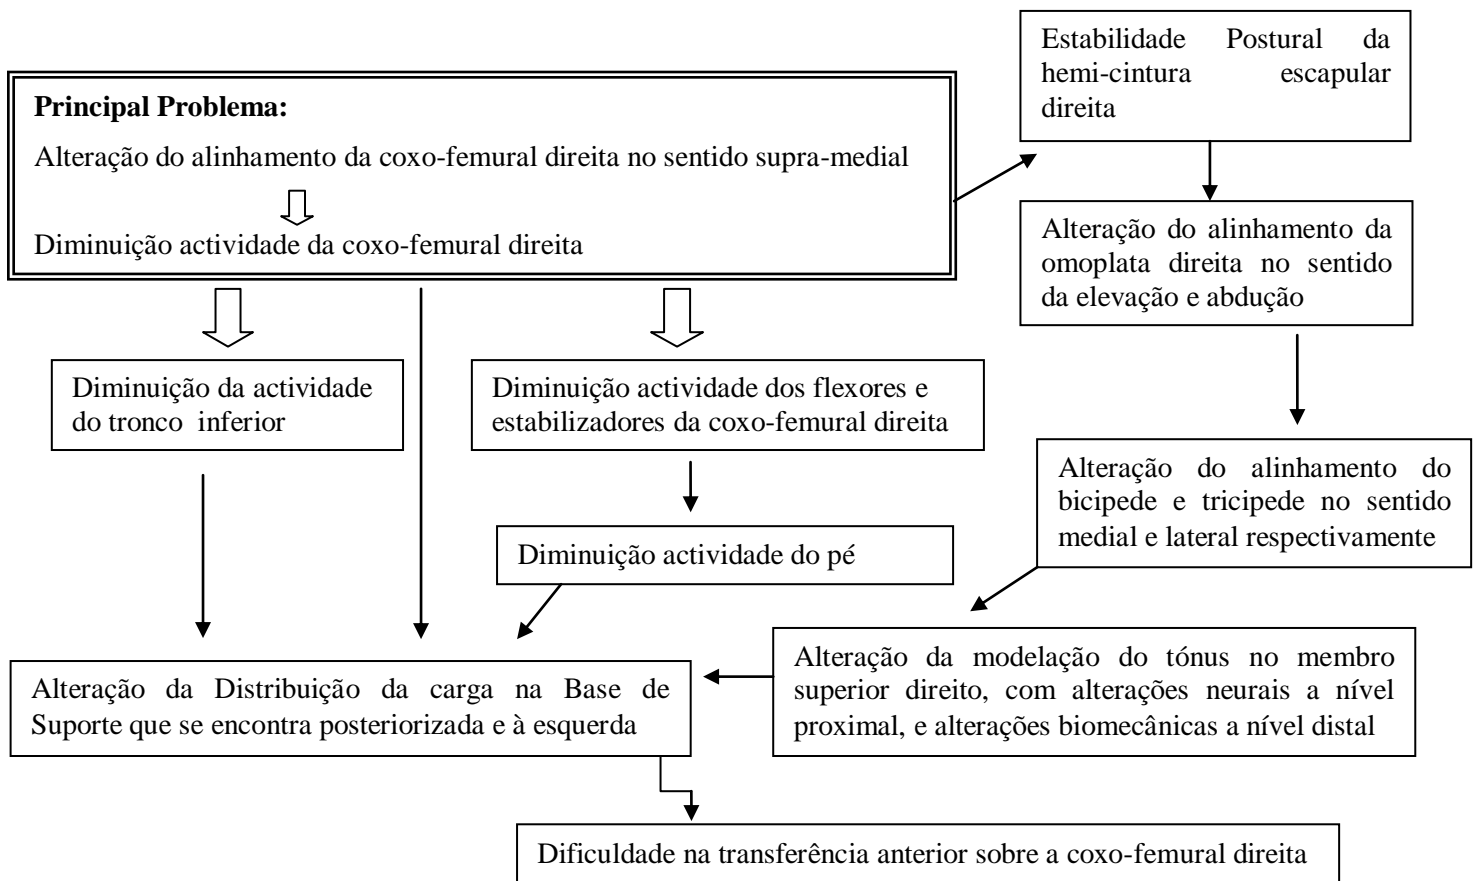 Principal Problema:
Alteração do alinhamento da coxo-femural direita no sentido supra-medial
Diminuição actividade da coxo-femural direita
Estabilidade Postural da
hemi-cintura escapular
direita
Alteração do alinhamento da
omoplata direita no sentido
da elevação e abdução
Diminuição da actividade
do tronco inferior
Diminuição actividade dos flexores e
estabilizadores da coxo-femural direita
Alteração do alinhamento do
bicipede e tricipede no sentido
medial e lateral respectivamente
Diminuição actividade do pé
Alteração da modelação do tónus no membro
superior direito, com alterações neurais a nível
proximal, e alterações biomecânicas a nível distal
Alteração da Distribuição da carga na Base de
Suporte que se encontra posteriorizada e à esquerda
Dificuldade na transferência anterior sobre a coxo-femural direita